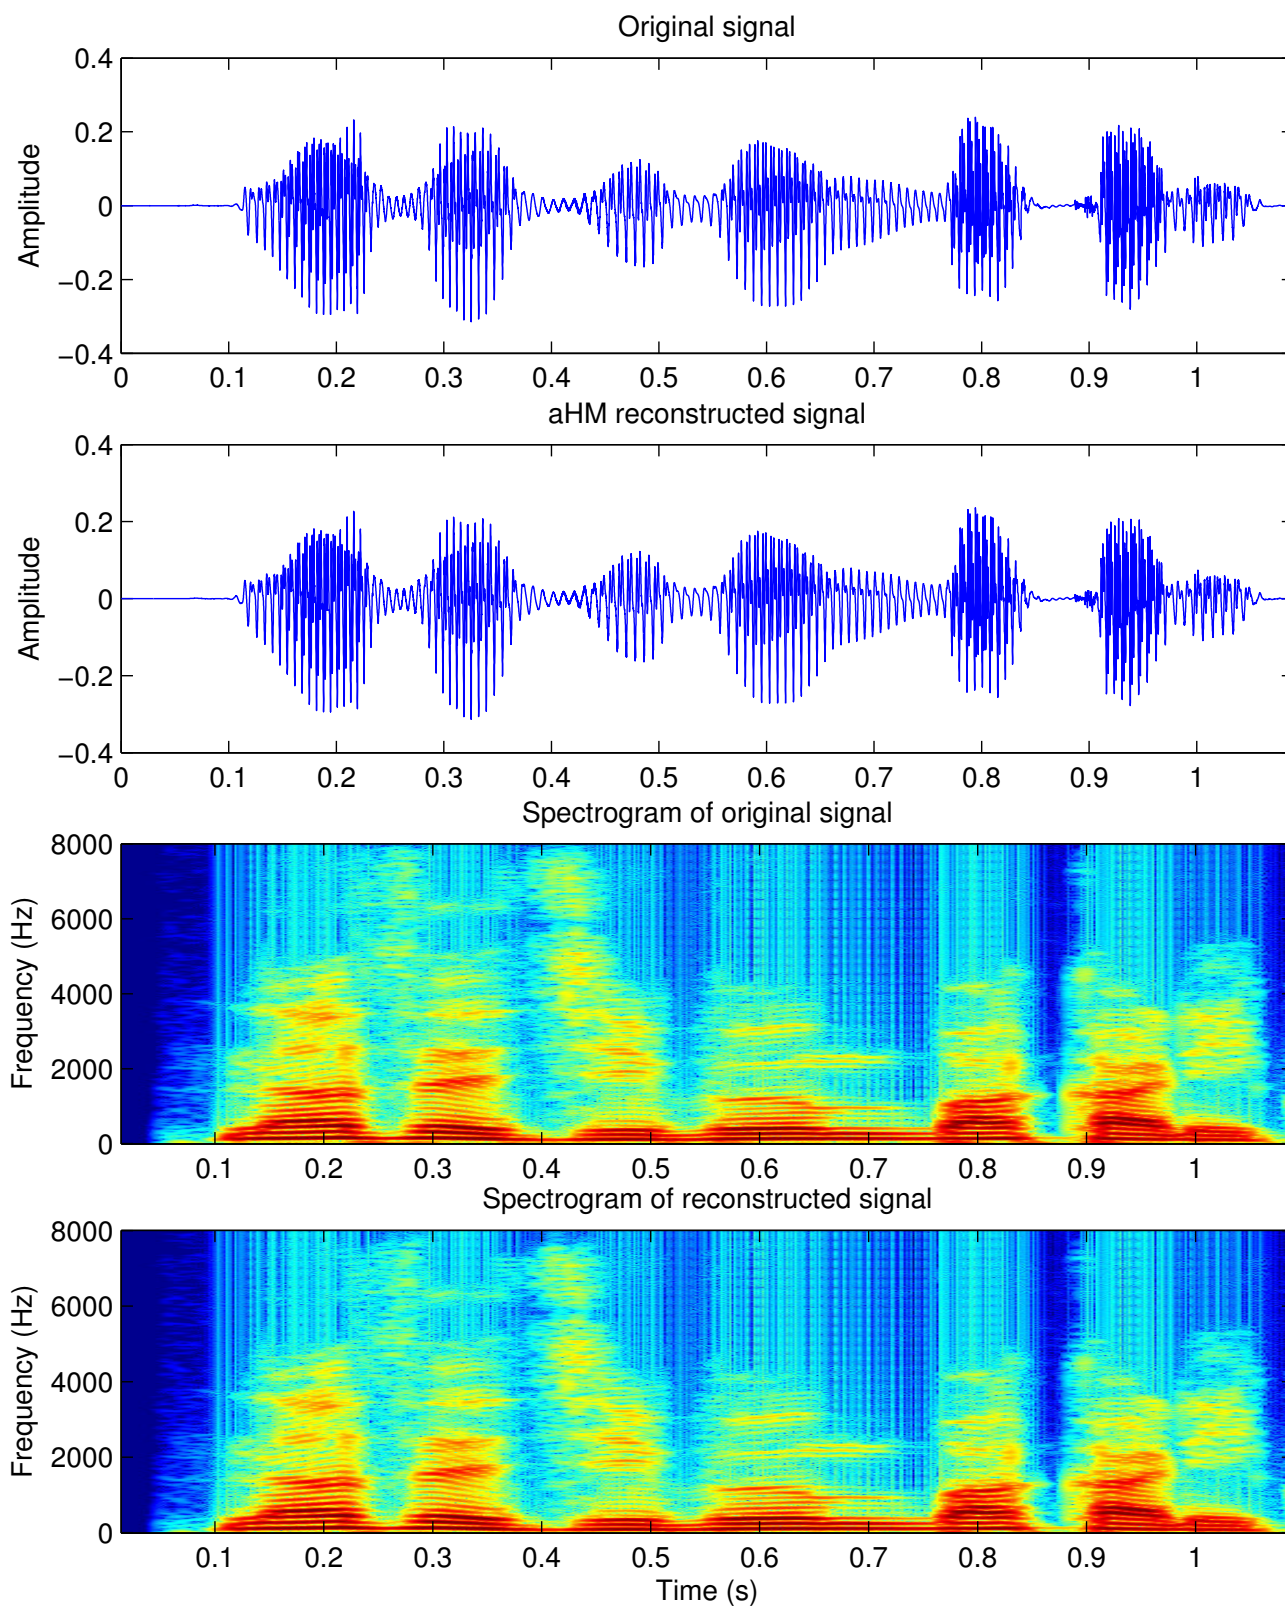 Original signal
0.4
0.2
0
−0.2
−0.4
Amplitude
0 0.1 0.2 0.3 0.4 0.5 0.6 0.7 0.8 0.9 1
aHM reconstructed signal
0.4
0.2
0
−0.2
−0.4
Amplitude
0 0.1 0.2 0.3 0.4 0.5 0.6 0.7 0.8 0.9 1
Spectrogram of original signal
8000
6000
4000
2000
0
Frequency (Hz)
0.1 0.2 0.3 0.4 0.5 0.6 0.7 0.8 0.9 1
Spectrogram of reconstructed signal
8000
6000
4000
2000
0
Frequency (Hz)
0.1 0.2 0.3 0.4 0.5 0.6 0.7 0.8 0.9 1
Time (s)